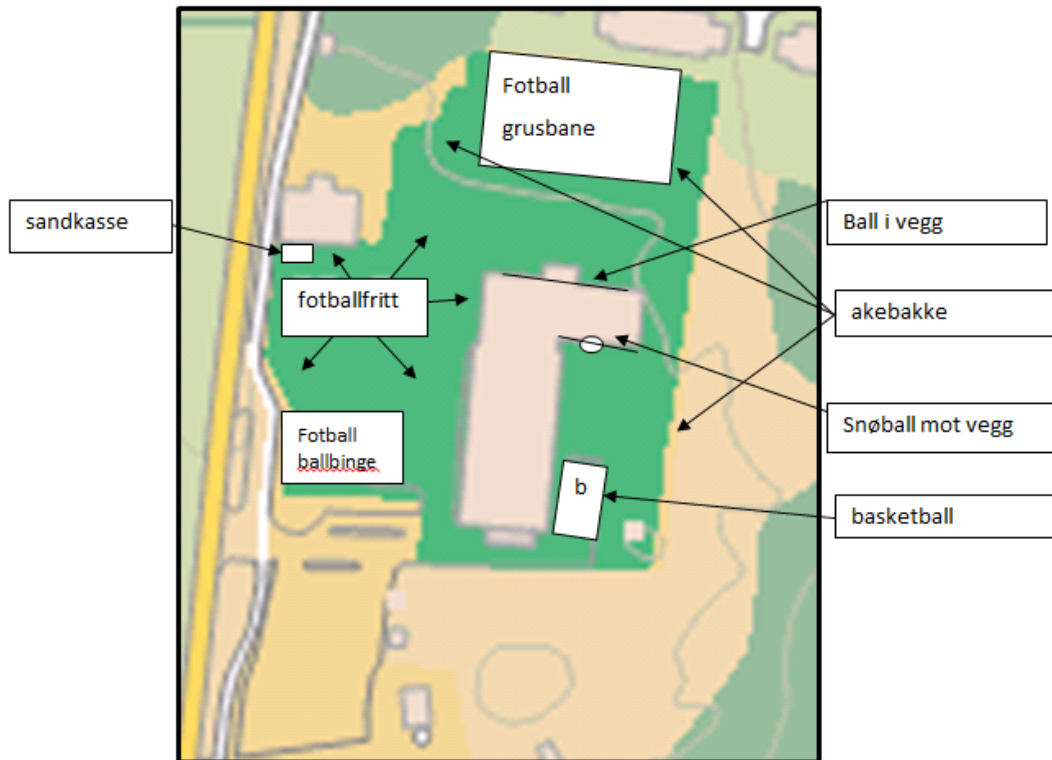 Fotball
grusbane
sandkasse
Ball i vegg
fotballfritt
akebakke
Fotball
ballbinge
Snøball mot vegg
b
basketball